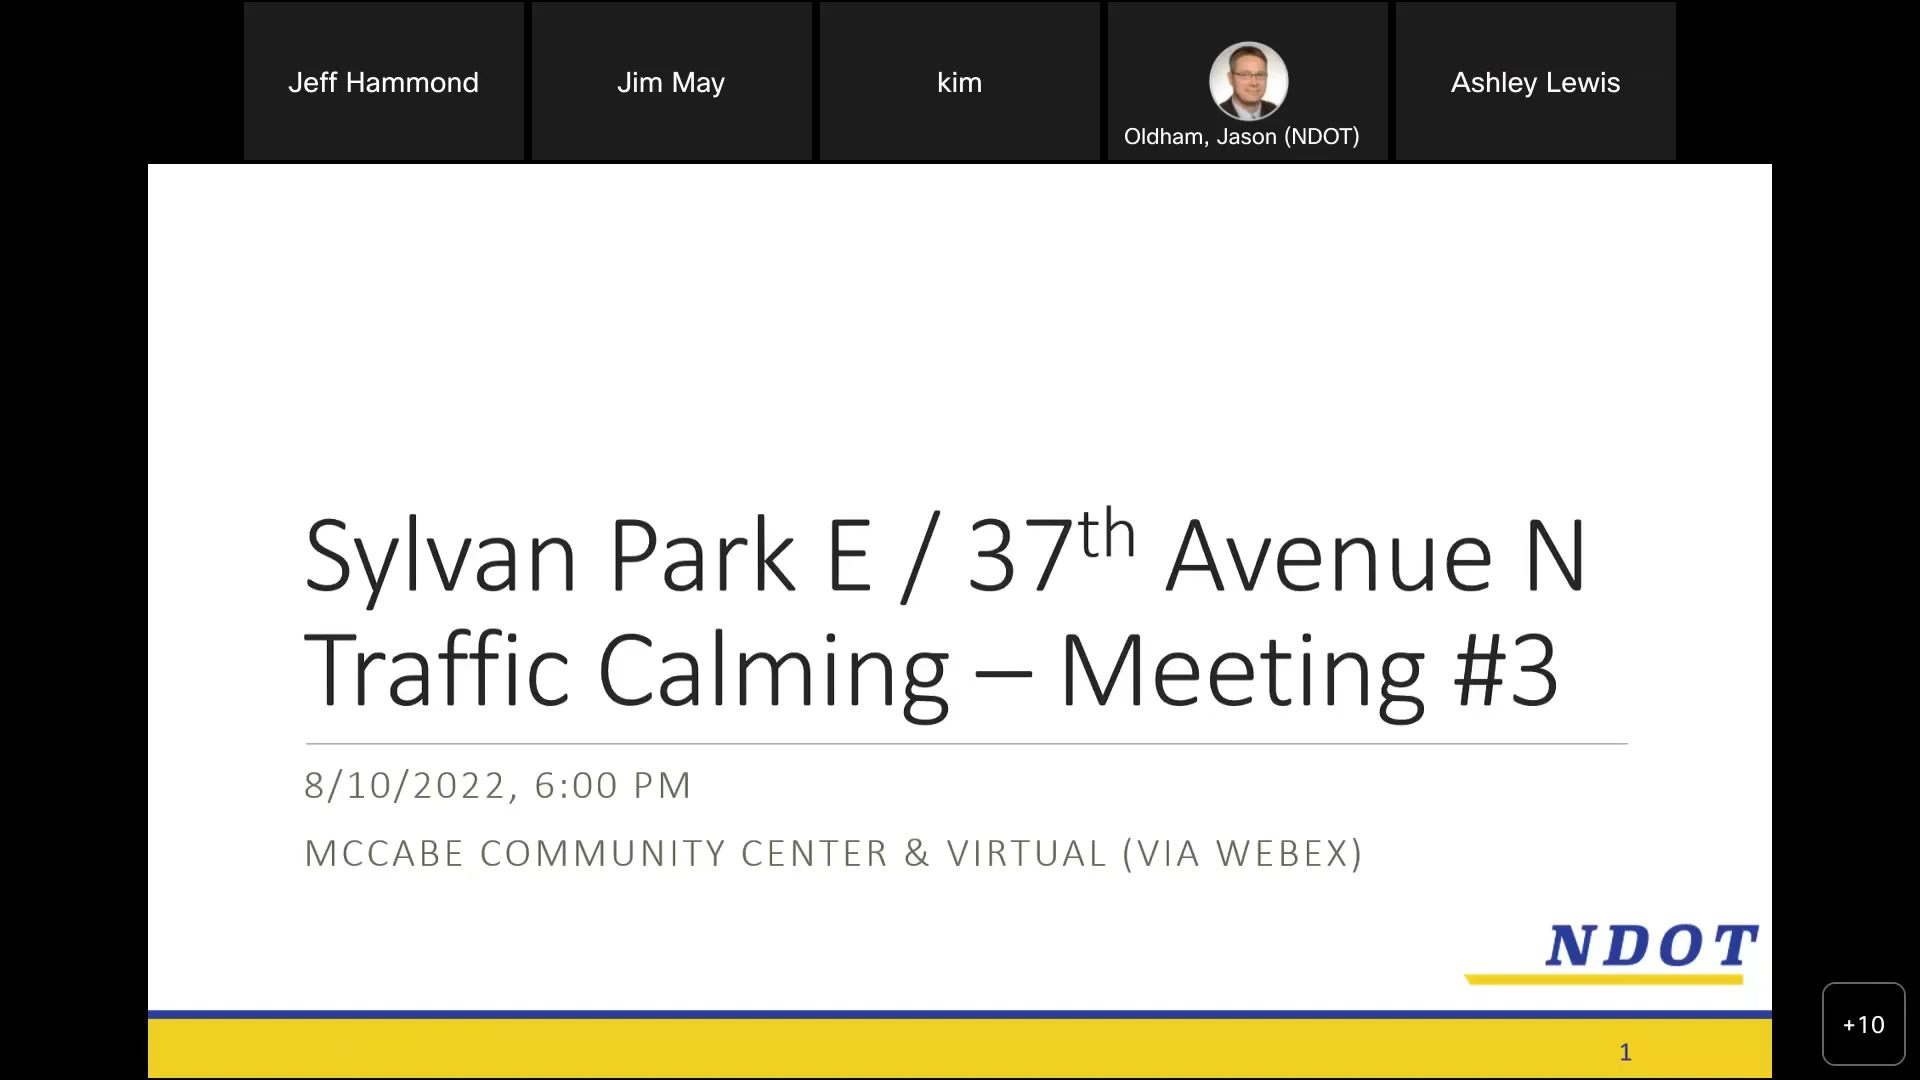 Jeff Hammond
Jim May
kim
Oldham, Jason (NDOT)
Ashley Lewis
Sylvan Park E / 37th Avenue N
Traffic Calming – Meeting #3
8/10/2022, 6:00 PM
MCCABE COMMUNITY CENTER & VIRTUAL (VIA WEBEX)
NDOT
+10
1